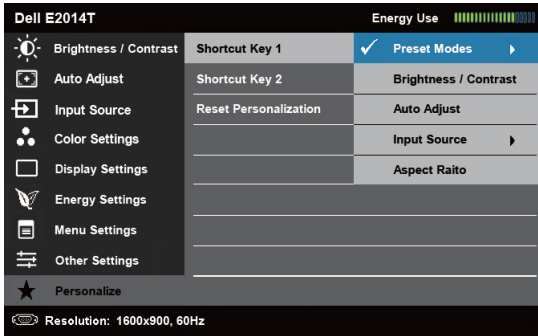 Dell E2014T Energy Use
Brightness / Contrast Shortcut Key 1 Preset Modes
Auto Adjust Shortcut Key 2 Brightness / Contrast
Input Source Reset Personalization Auto Adjust
Color Settings Input Source
Display Settings Aspect Raito
Energy Settings
Menu Settings
Other Settings
Personalize
Resolution: 1600x900, 60Hz